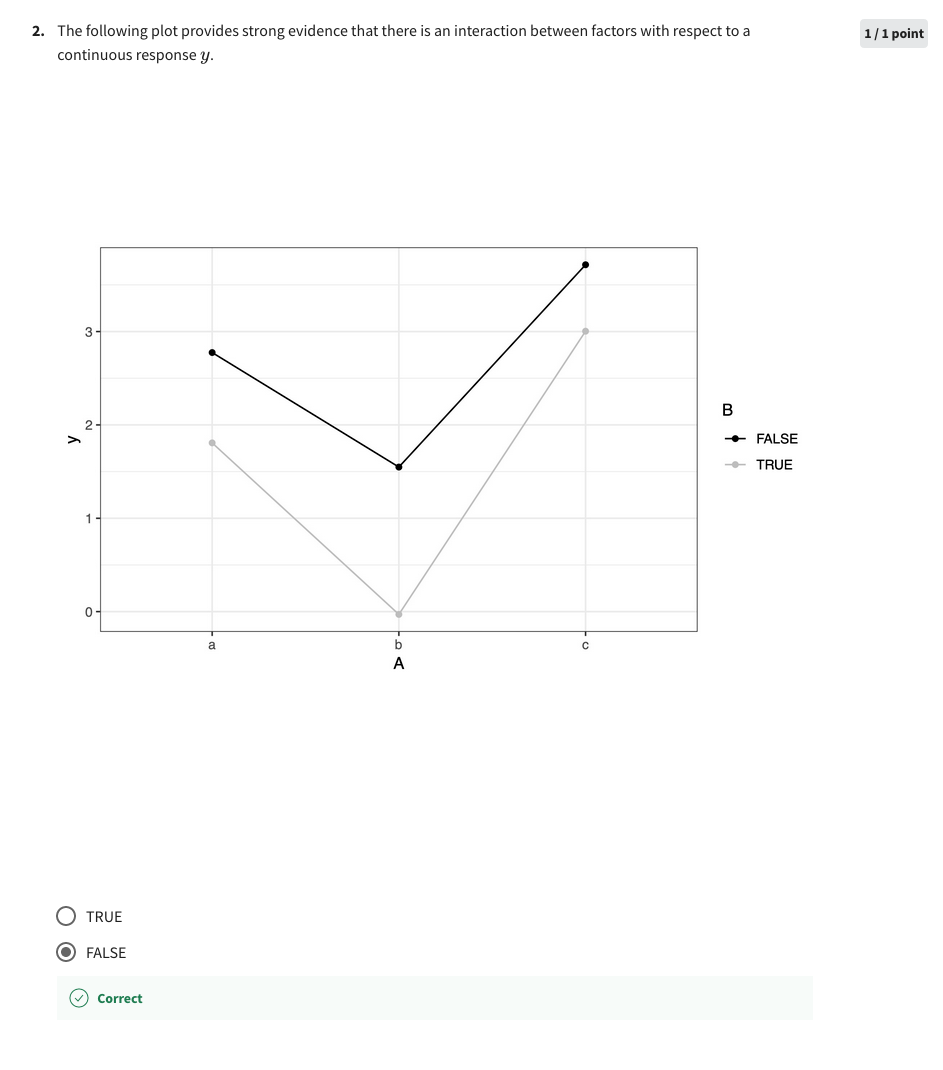 2. The following plot provides strong evidence that there is an interaction between factors with respect to a
continuous response y.
1 / 1 point
3
2
1
0
y
a
b
c
A
B
FALSE
TRUE
TRUE
FALSE
Correct